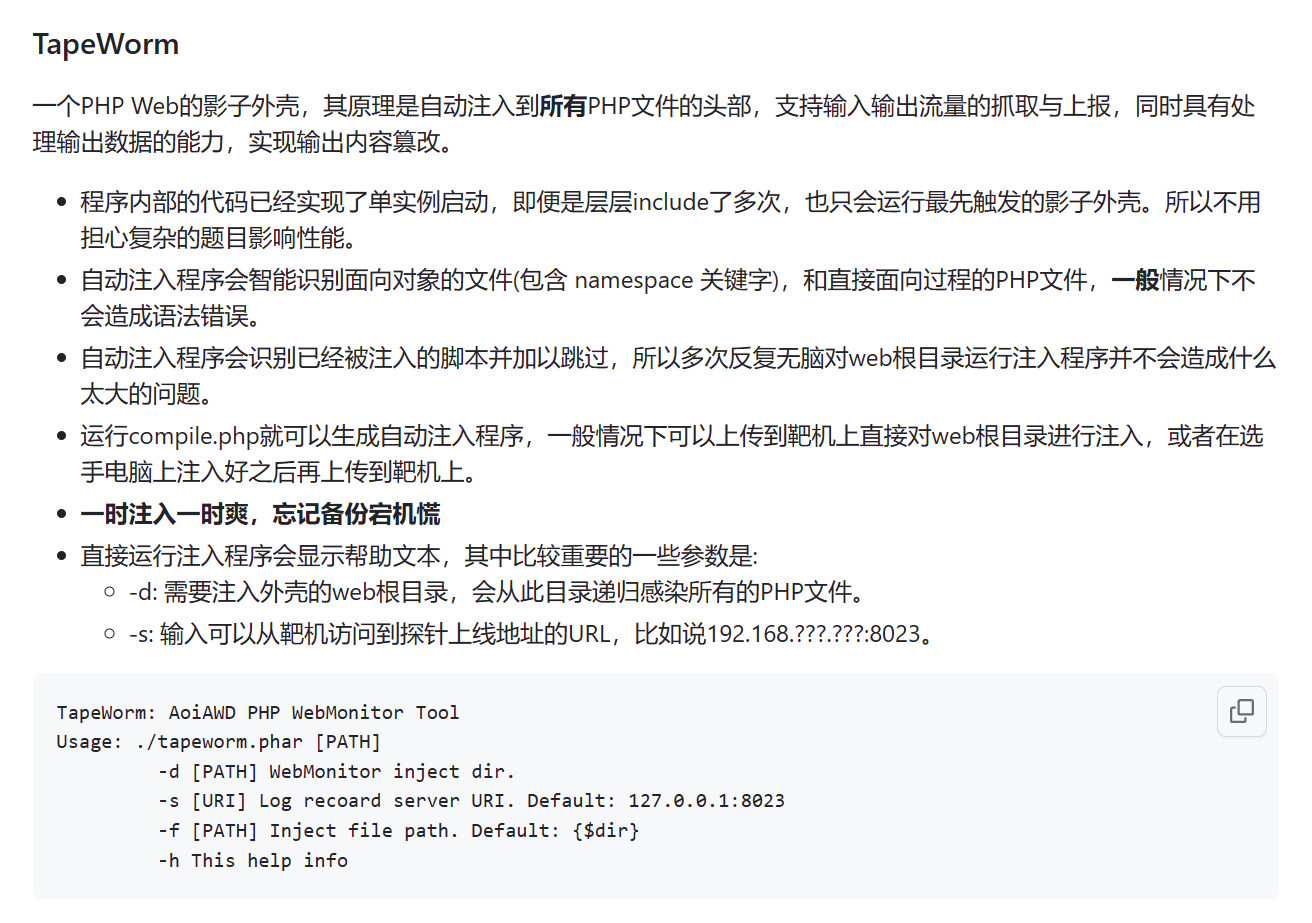 TapeWorm
一个PHP Web的影子外壳，其原理是自动注入到所有PHP文件的头部，支持输入输出流量的抓取与上报，同时具有处
理输出数据的能力，实现输出内容篡改。
程序内部的代码已经实现了单实例启动，即便是层层include了多次，也只会运行最先触发的影子外壳。所以不用
担心复杂的题目影响性能。
自动注入程序会智能识别面向对象的文件(包含 namespace 关键字)，和直接面向过程的PHP文件，一般情况下不
会造成语法错误。
自动注入程序会识别已经被注入的脚本并加以跳过，所以多次反复无脑对web根目录运行注入程序并不会造成什么
太大的问题。
运行compile.php就可以生成自动注入程序，一般情况下可以上传到靶机上直接对web根目录进行注入，或者在选
手电脑上注入好之后再上传到靶机上。
一时注入一时爽，忘记备份宕机慌
直接运行注入程序会显示帮助文本，其中比较重要的一些参数是:
-d: 需要注入外壳的web根目录，会从此目录递归感染所有的PHP文件。
-s: 输入可以从靶机访问到探针上线地址的URL，比如说192.168.???.???:8023。
TapeWorm: AoiAWD PHP WebMonitor Tool
Usage: ./tapeworm.phar [PATH]
-d [PATH] WebMonitor inject dir.
-s [URI] Log recoard server URI. Default: 127.0.0.1:8023
-f [PATH] Inject file path. Default: {$dir}
-h This help info